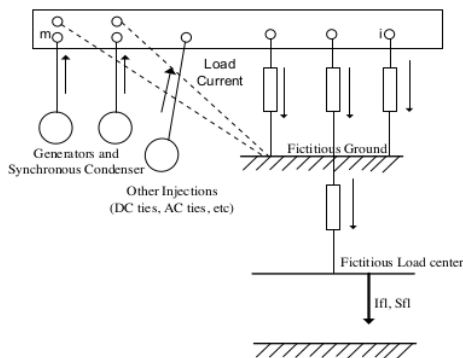 m
i
Load
Current
Generators and
Synchronous Condenser
Fictitious Ground
Other Injections
(DC ties, AC ties, etc)
Fictitious Load center
Ifl, Sfl